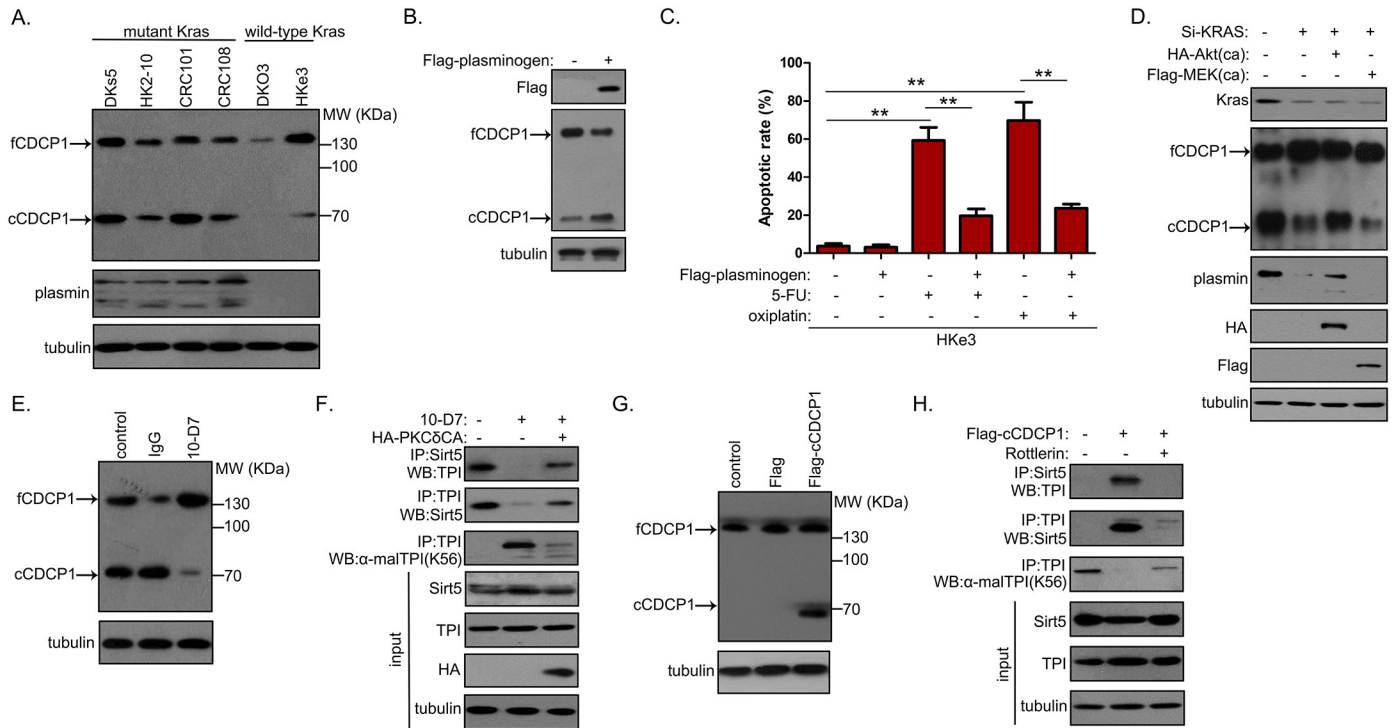 A.
mutant Kras wild-type Kras
DKs5 HK2-10 CRC101 CRC108 DKO3 HKe3
MW (KDa)
fCDCP1 130
100
cCDCP1 70
plasmin
tubulin
B.
Flag-plasminogen: - +
Flag
fCDCP1
cCDCP1
tubulin
C.
Apoptotic rate (%)
100
80
60
40
20
0
** **
** **
Flag-plasminogen: - + - + - +
5-FU: - - + + - -
oxiplatin: - - - - + +
HKe3
D.
Si-KRAS: - + + +
HA-Akt(ca): - - + -
Flag-MEK(ca): - - - +
Kras
fCDCP1
cCDCP1
plasmin
HA
Flag
tubulin
E.
control IgG 10-D7
MW (KDa)
fCDCP1 130
100
cCDCP1 70
tubulin
F.
10-D7: - + +
HA-PKCδCA: - - +
IP:Sirt5
WB:TPI
IP:TPI
WB:Sirt5
IP:TPI
WB:α-malTPI(K56)
input
Sirt5
TPI
HA
tubulin
G.
control Flag Flag-cCDCP1
MW (KDa)
fCDCP1 130
100
cCDCP1 70
tubulin
H.
Flag-cCDCP1: - + +
Rottlerin: - - +
IP:Sirt5
WB:TPI
IP:TPI
WB:Sirt5
IP:TPI
WB:α-malTPI(K56)
input
Sirt5
TPI
tubulin